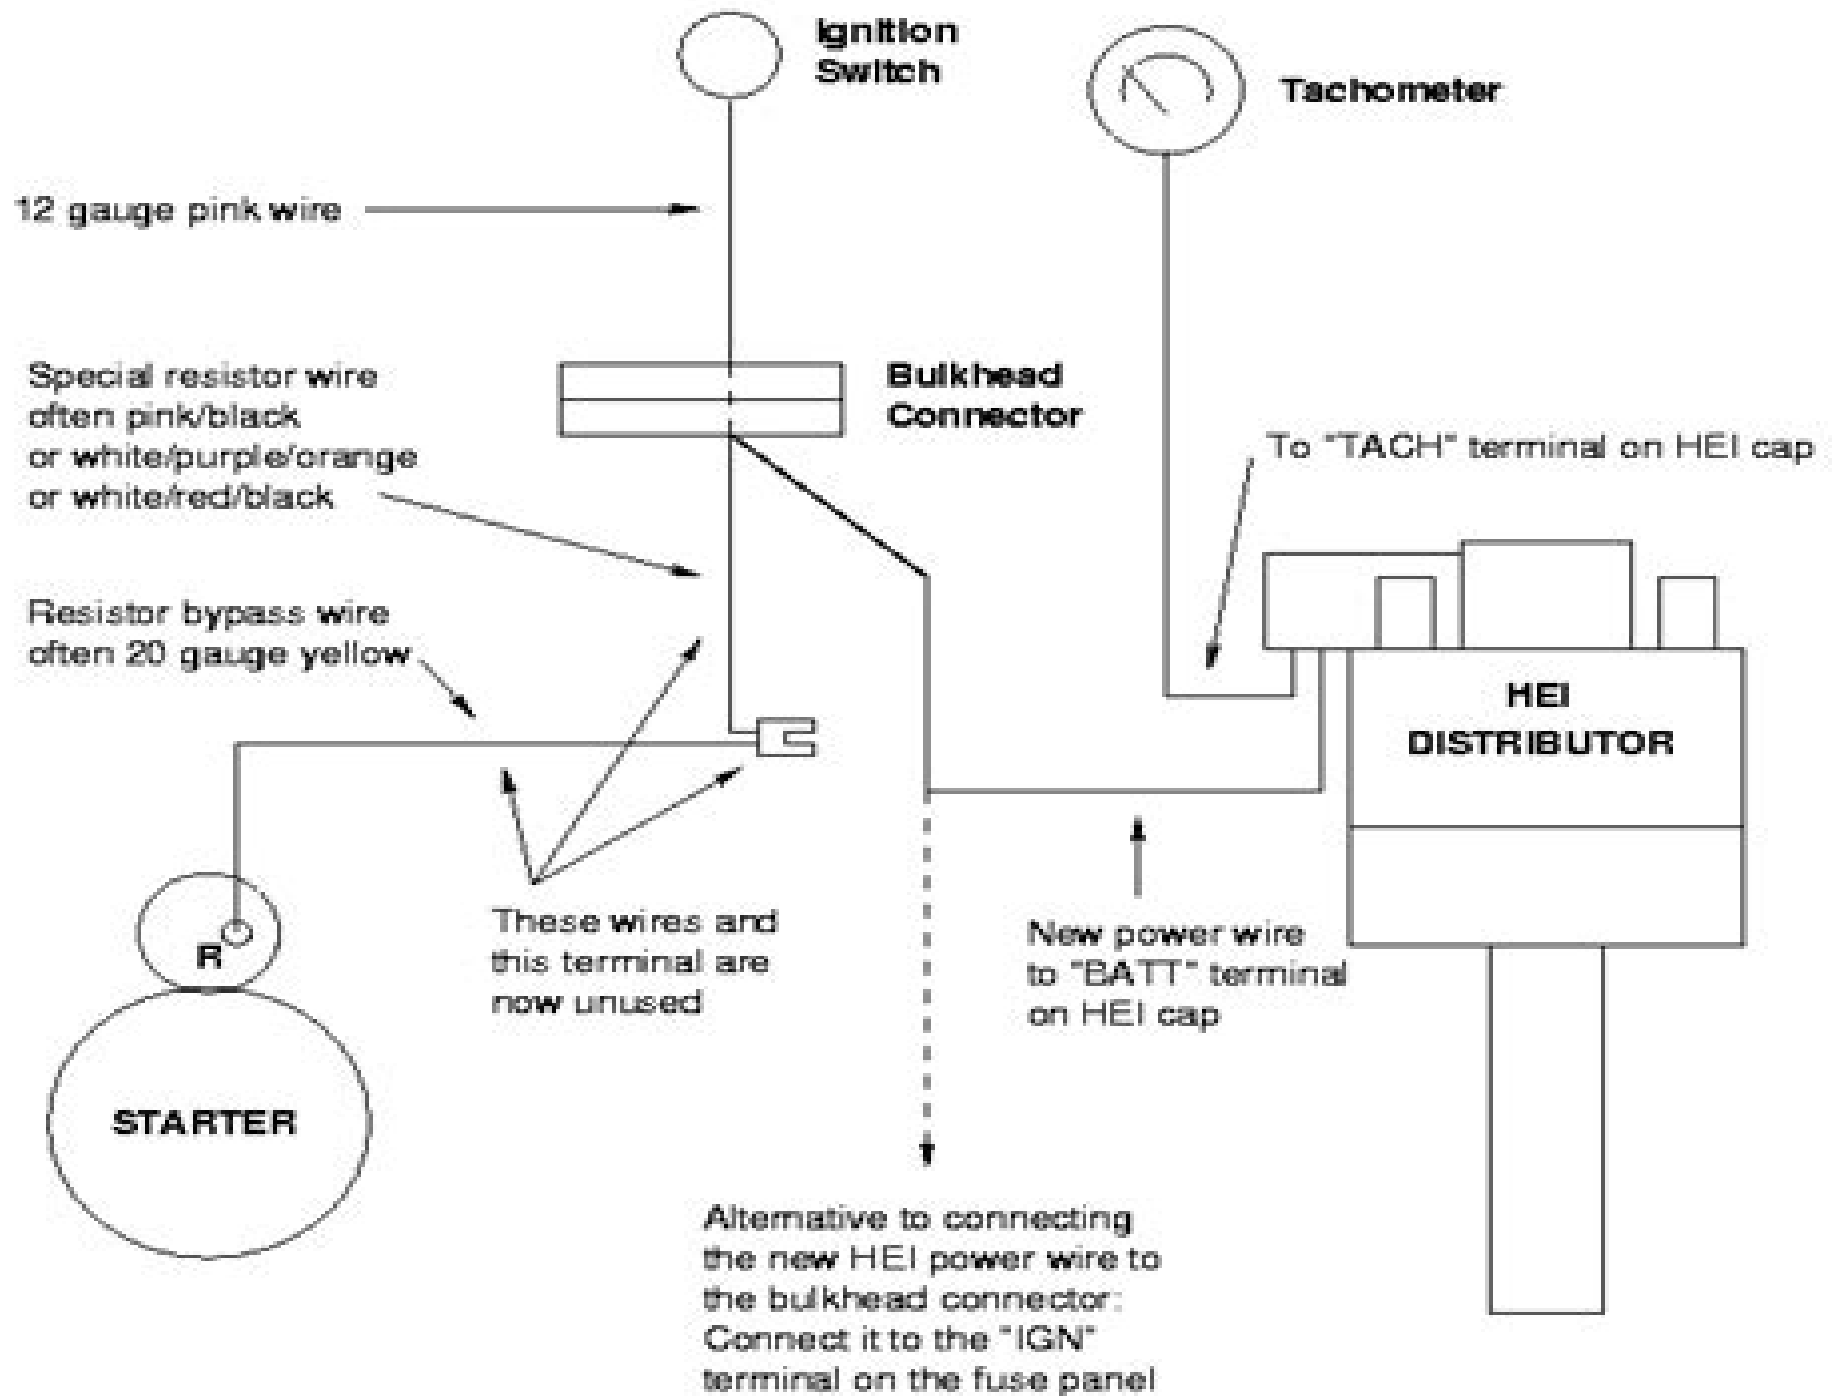 Ignition
Switch
Tachometer
12 gauge pink wire
Special resistor wire
often pink/black
or white/purple/orange
or white/red/black
Bulkhead
Connector
To "TACH" terminal on HEI cap
Resistor bypass wire
often 20 gauge yellow
HEI
DISTRIBUTOR
These wires and
this terminal are
now unused
New power wire
to "BATT" terminal
on HEI cap
R
STARTER
Alternative to connecting
the new HEI power wire to
the bulkhead connector:
Connect it to the "IGN"
terminal on the fuse panel